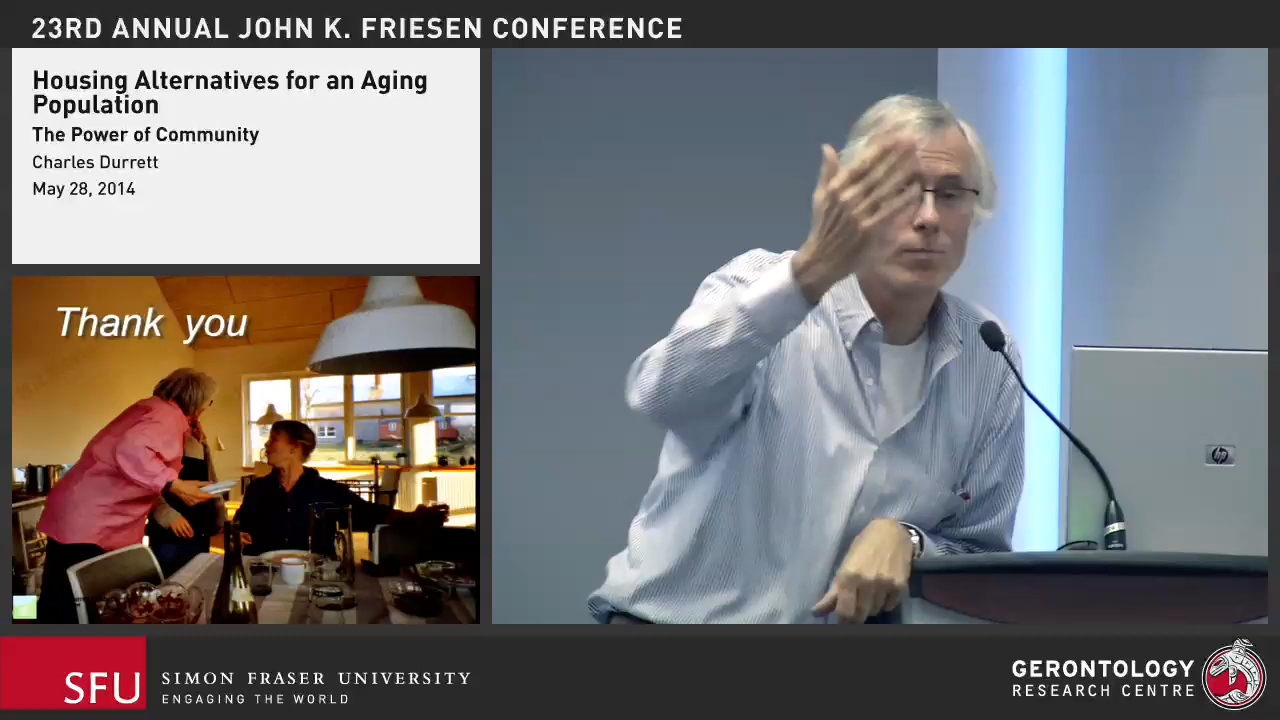 23RD ANNUAL JOHN K. FRIESEN CONFERENCE
Housing Alternatives for an Aging
Population
The Power of Community
Charles Durrett
May 28, 2014
Thank you
hp
SFU
SIMON FRASER UNIVERSITY
ENGAGING THE WORLD
GERONTOLOGY
RESEARCH CENTRE